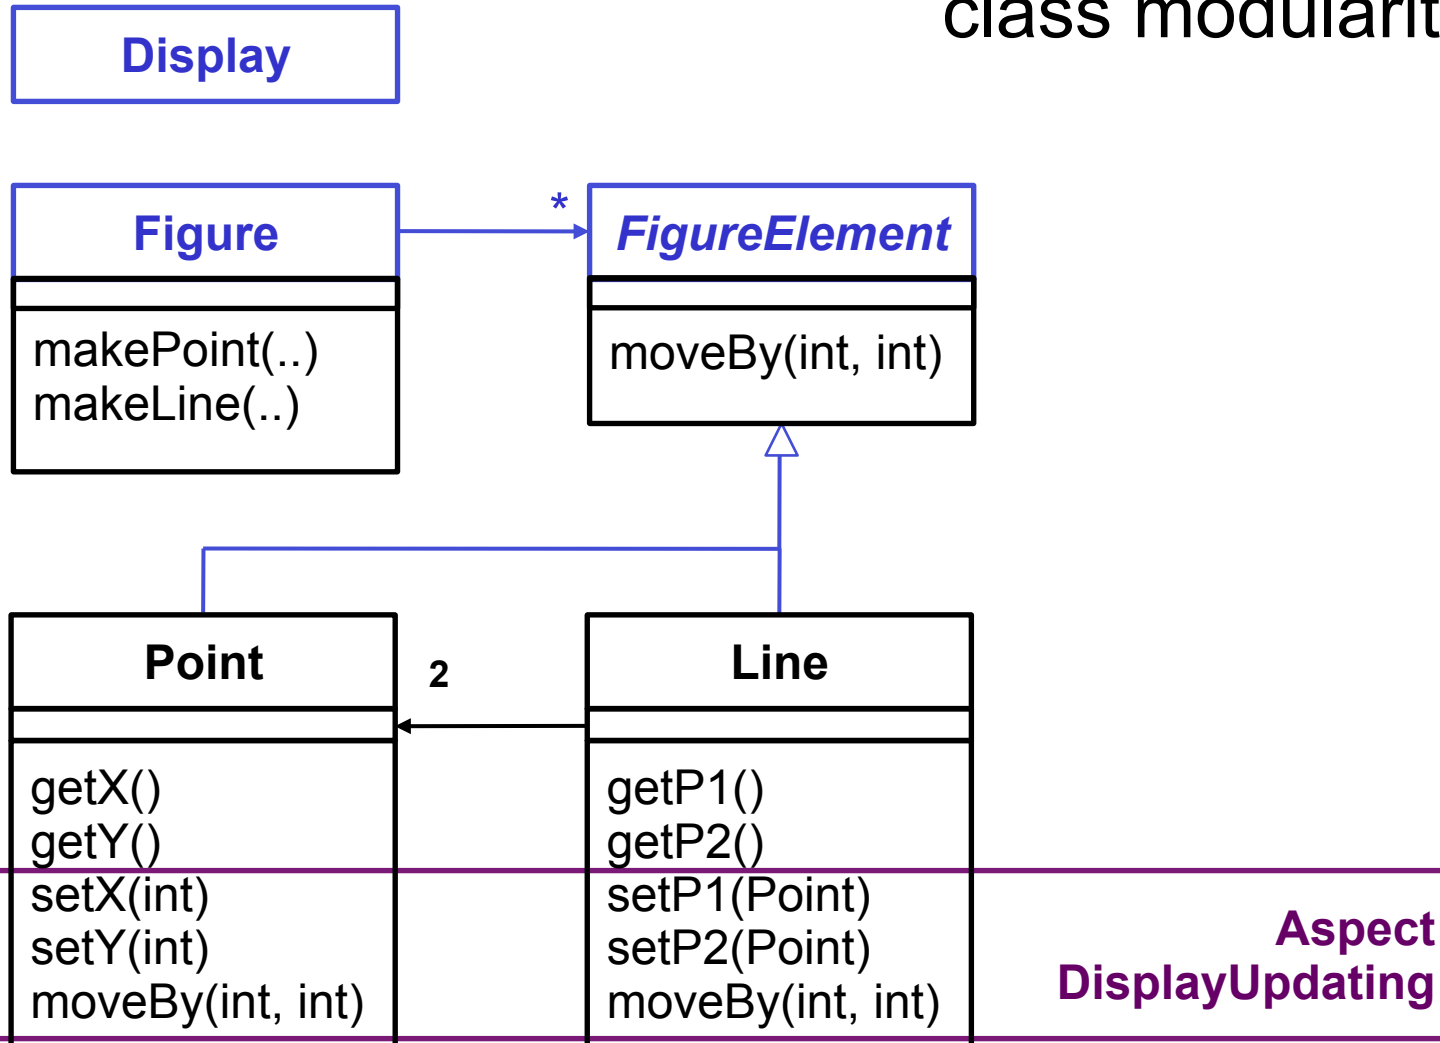 class modularit
Display
Figure
*
FigureElement
makePoint(..)
makeLine(..)
moveBy(int, int)
Point
2
Line
getX()
getY()
setX(int)
setY(int)
moveBy(int, int)
getP1()
getP2()
setP1(Point)
setP2(Point)
moveBy(int, int)
Aspect
DisplayUpdating